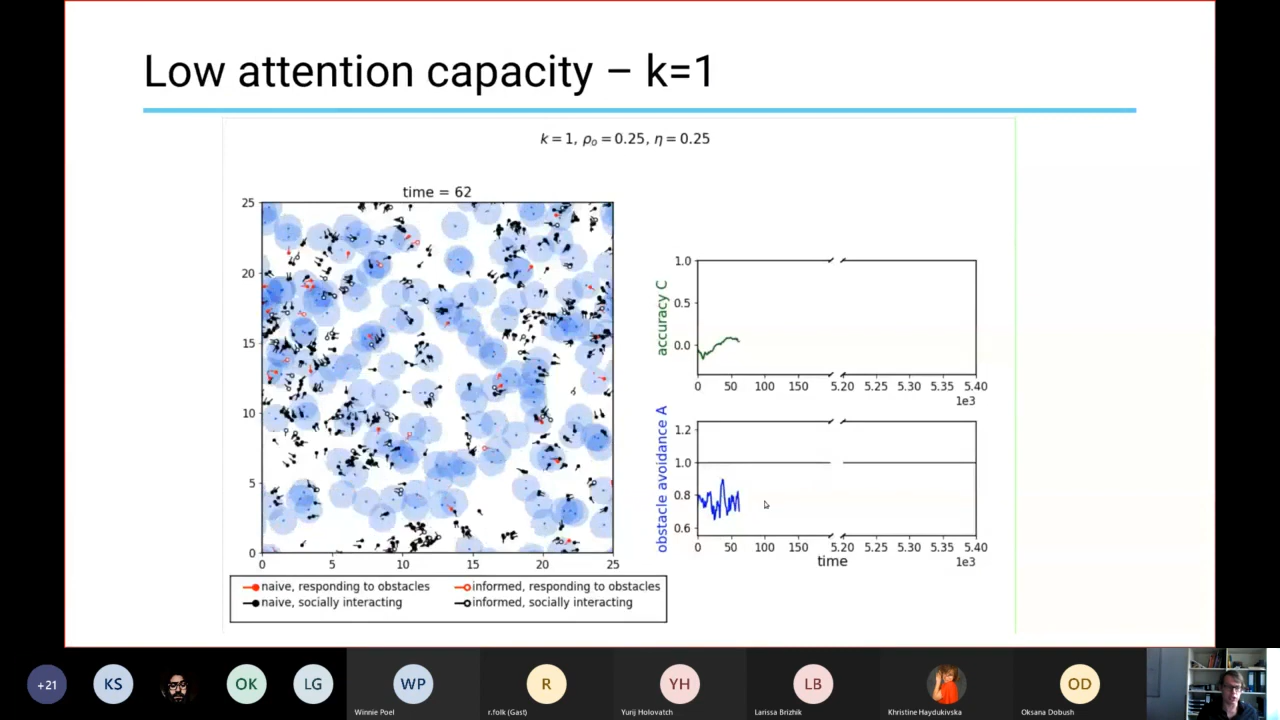 Low attention capacity – k=1
k = 1, ρₒ = 0.25, η = 0.25
time = 62
25
20
15
10
5
0
0 5 10 15 20 25
accuracy C
1.0
0.5
0.0
0 50 100 150 5.20 5.25 5.30 5.35 5.40
1e3
obstacle avoidance A
1.2
1.0
0.8
0.6
0 50 100 150 5.20 5.25 5.30 5.35 5.40
time 1e3
naive, responding to obstacles informed, responding to obstacles
naive, socially interacting informed, socially interacting
+21 KS OK LG WP R YH LB OD
Winnie Poel r.folk (Gast) Yurij Holovatch Larissa Brizhik Khristine Haydukivska Oksana Dobush